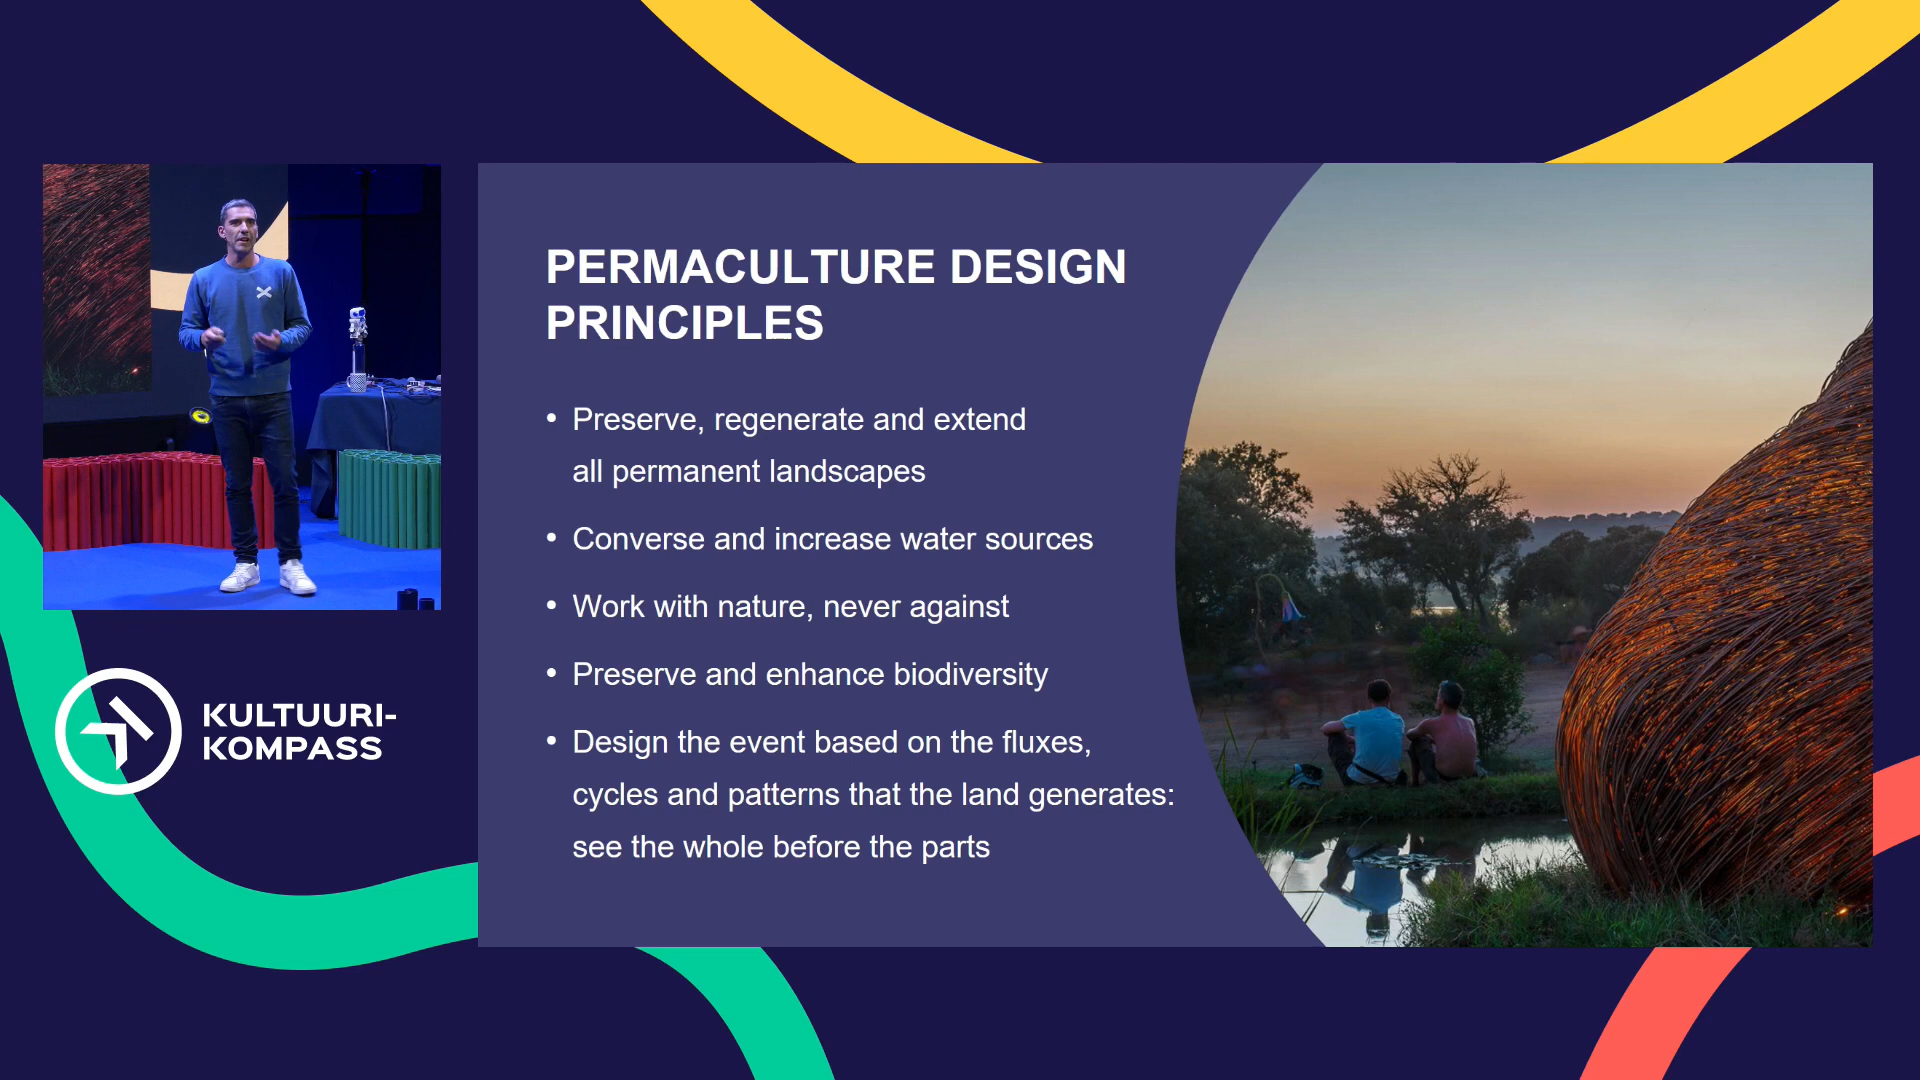 PERMACULTURE DESIGN
PRINCIPLES
• Preserve, regenerate and extend
all permanent landscapes
• Converse and increase water sources
• Work with nature, never against
• Preserve and enhance biodiversity
• Design the event based on the fluxes,
cycles and patterns that the land generates:
see the whole before the parts
KULTUURI-
KOMPASS